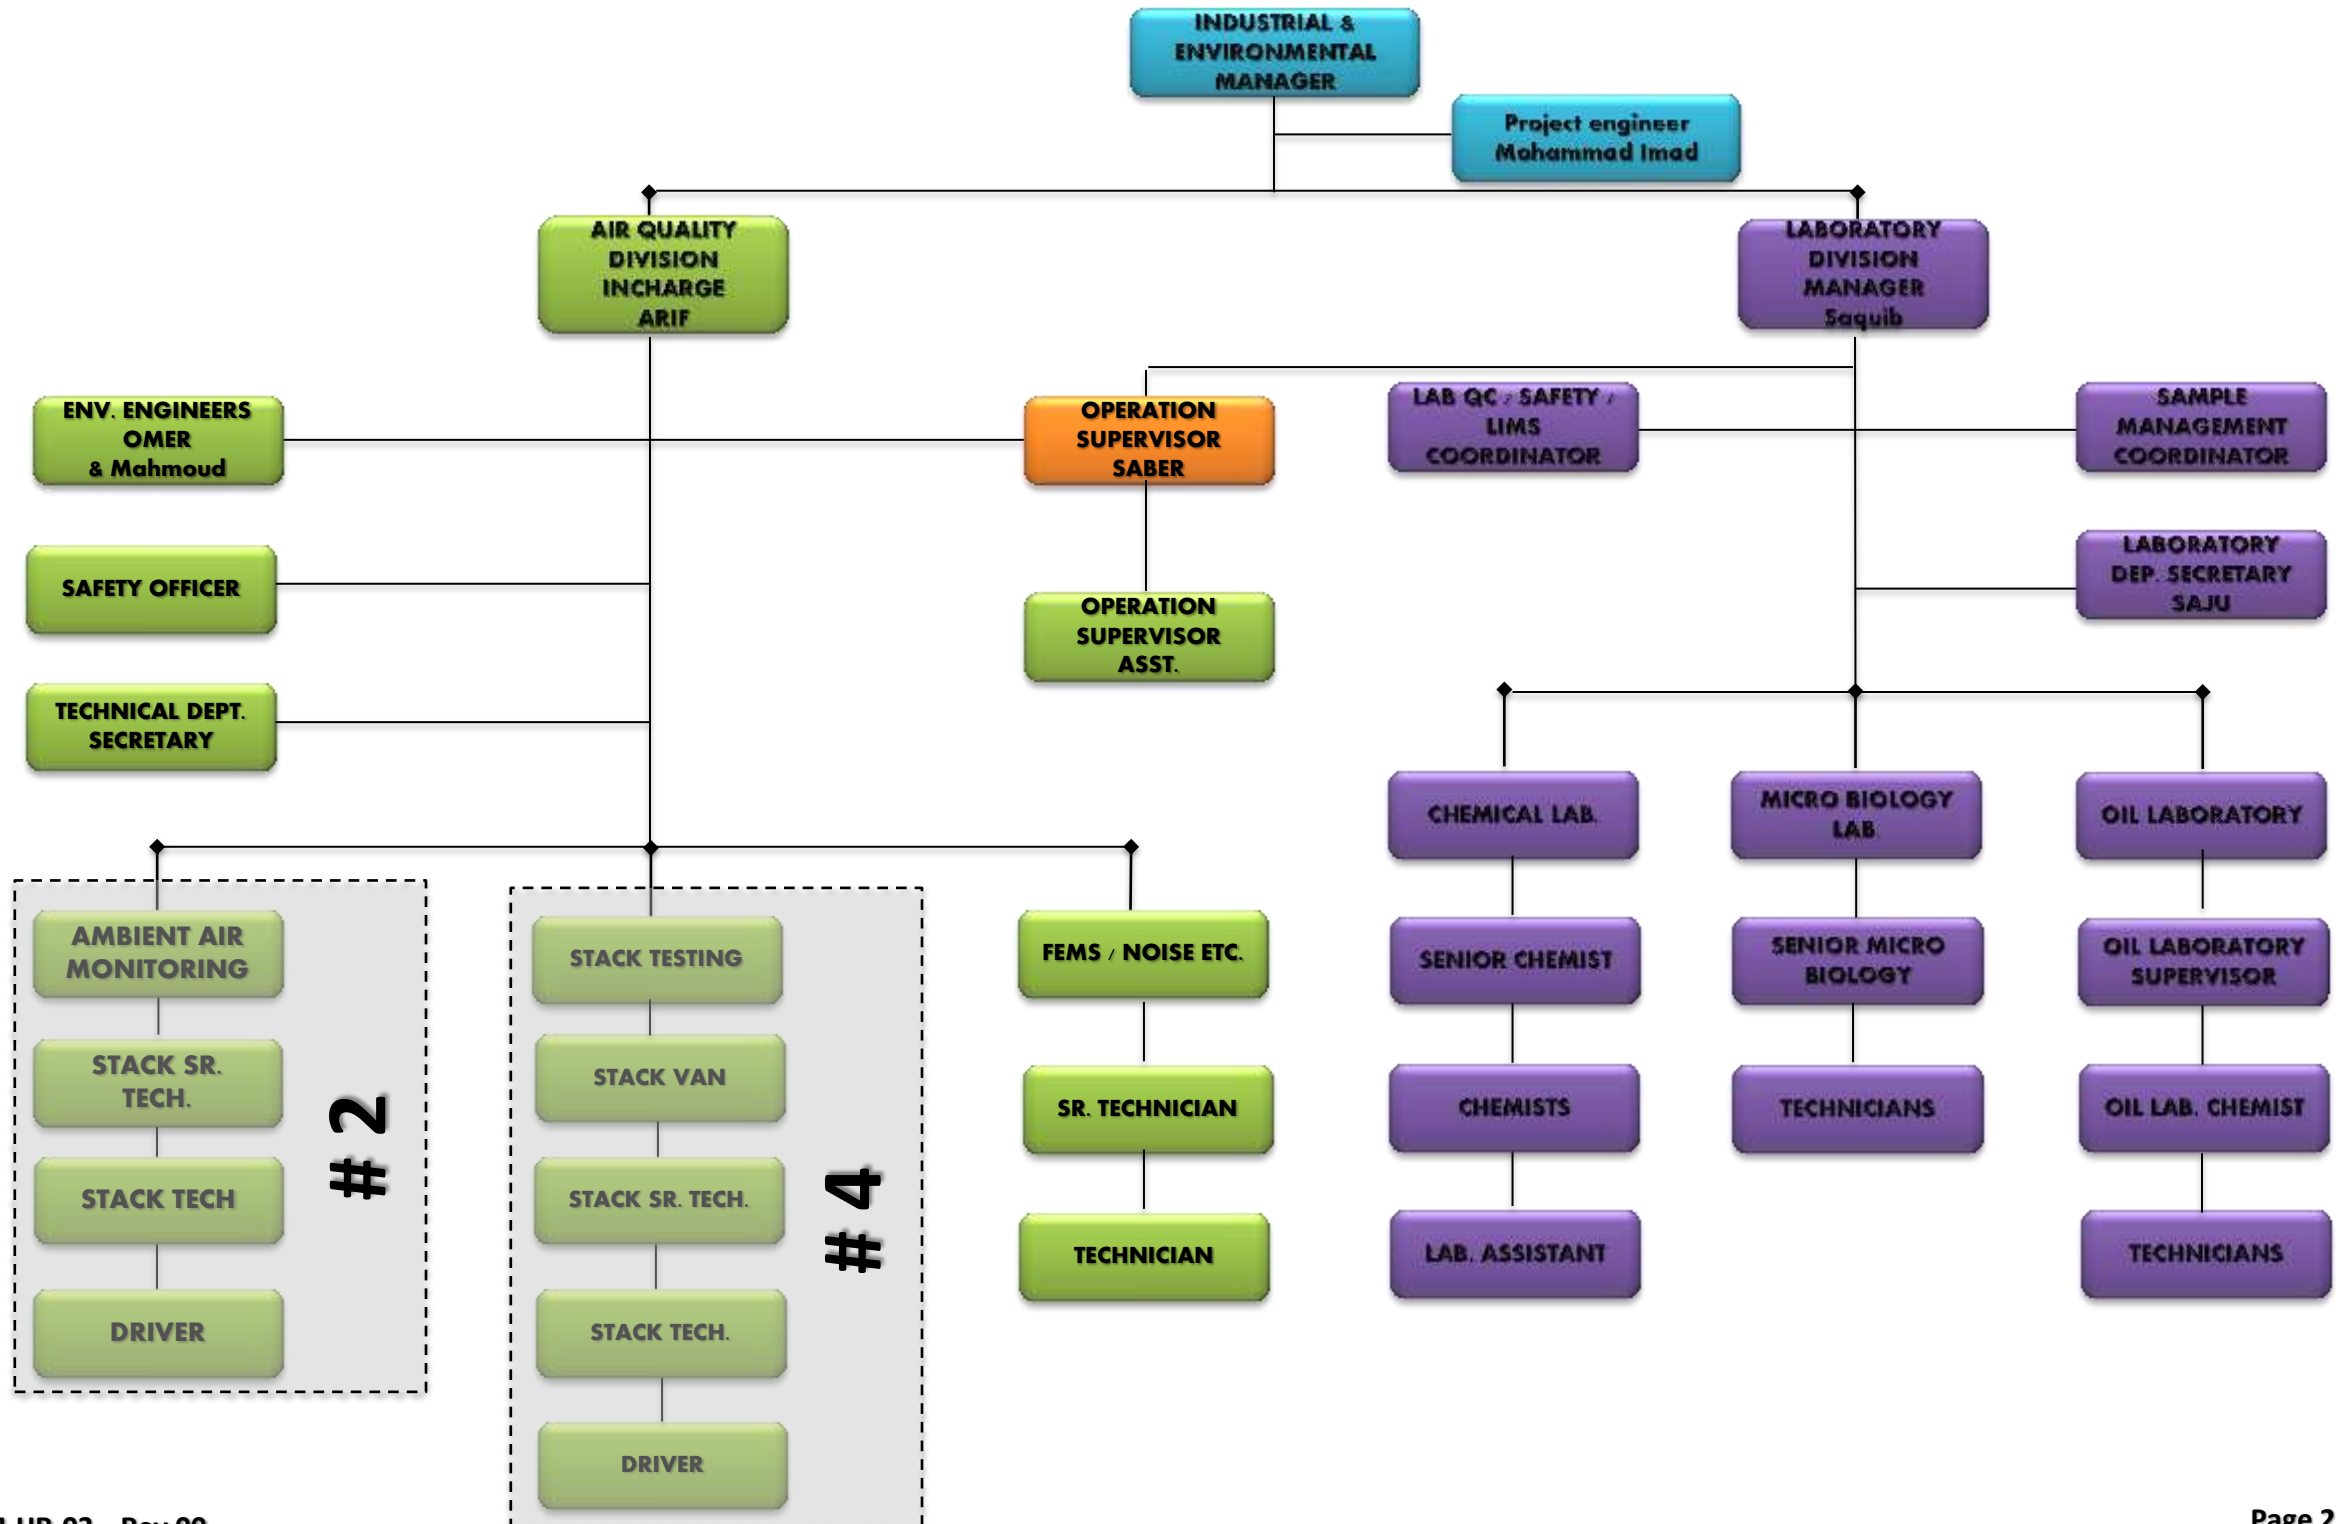 INDUSTRIAL &
ENVIRONMENTAL
MANAGER
Project engineer
Mohammad Imad
AIR QUALITY
DIVISION
INCHARGE
ARIF
LABORATORY
DIVISION
MANAGER
Saquib
ENV. ENGINEERS
OMER
& Mahmoud
OPERATION
SUPERVISOR
SABER
LAB QC / SAFETY /
LIMS
COORDINATOR
SAMPLE
MANAGEMENT
COORDINATOR
SAFETY OFFICER
OPERATION
SUPERVISOR
ASST.
LABORATORY
DEP. SECRETARY
SAJU
TECHNICAL DEPT.
SECRETARY
CHEMICAL LAB.
MICRO BIOLOGY
LAB.
OIL LABORATORY
AMBIENT AIR
MONITORING
STACK SR.
TECH.
STACK TECH
DRIVER
# 2
STACK TESTING
STACK VAN
STACK SR. TECH.
STACK TECH.
DRIVER
# 4
FEMS / NOISE ETC.
SR. TECHNICIAN
TECHNICIAN
SENIOR CHEMIST
CHEMISTS
LAB. ASSISTANT
SENIOR MICRO
BIOLOGY
TECHNICIANS
OIL LABORATORY
SUPERVISOR
OIL LAB. CHEMIST
TECHNICIANS
Page 2